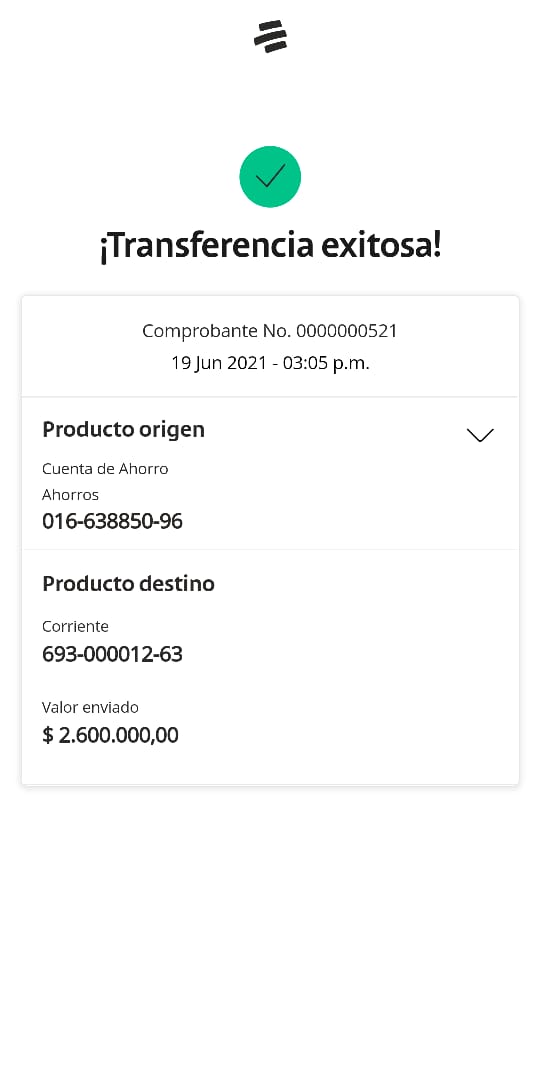 ¡Transferencia exitosa!
Comprobante No. 0000000521
19 Jun 2021 - 03:05 p.m.
Producto origen
Cuenta de Ahorro
Ahorros
016-638850-96
Producto destino
Corriente
693-000012-63
Valor enviado
$ 2.600.000,00